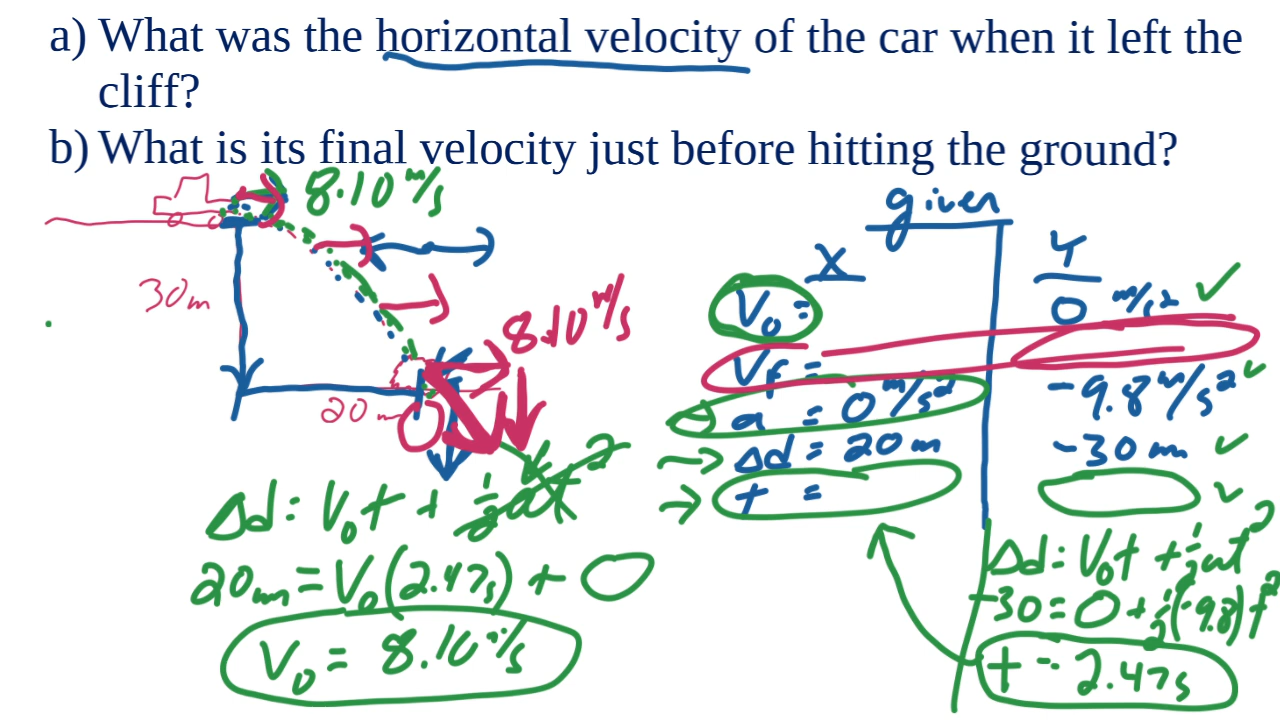 a) What was the horizontal velocity of the car when it left the
cliff?
b) What is its final velocity just before hitting the ground?
8.10 m/s
given
X
Y
30m
V₀ =
0 m/s²
8.10 m/s
Vf =
a = 0 m/s²
-9.8 m/s²
20 m
Δd = 20 m
-30 m
t =
Δd = V₀t + ½at²
Δd = V₀t + ½at²
20m = V₀(2.47s) + 0
-30 = 0 + ½(-9.8)t²
V₀ = 8.10 m/s
t = 2.47s